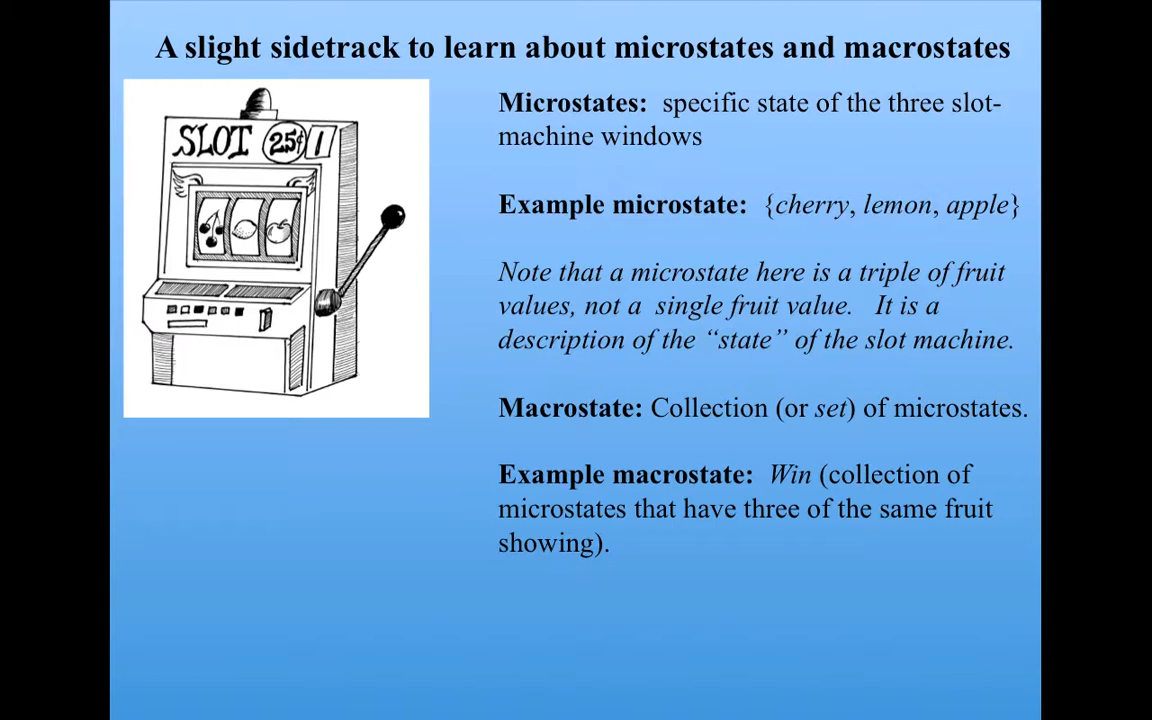 A slight sidetrack to learn about microstates and macrostates
SLOT 25¢ 1
Microstates:  specific state of the three slot-
machine windows
Example microstate:  {cherry, lemon, apple}
Note that a microstate here is a triple of fruit
values, not a  single fruit value.   It is a
description of the “state” of the slot machine.
Macrostate: Collection (or set) of microstates.
Example macrostate:  Win (collection of
microstates that have three of the same fruit
showing).